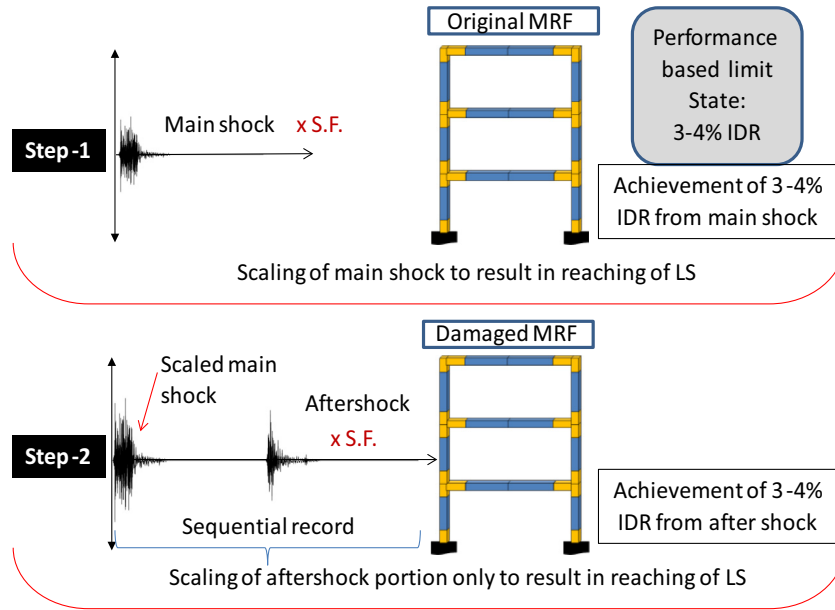 Original MRF
Performance
based limit
State:
3-4% IDR
Main shock x S.F.
Step-1
Achievement of 3-4%
IDR from main shock
Scaling of main shock to result in reaching of LS
Damaged MRF
Scaled main
shock
Aftershock
x S.F.
Step-2
Achievement of 3-4%
IDR from after shock
Sequential record
Scaling of aftershock portion only to result in reaching of LS